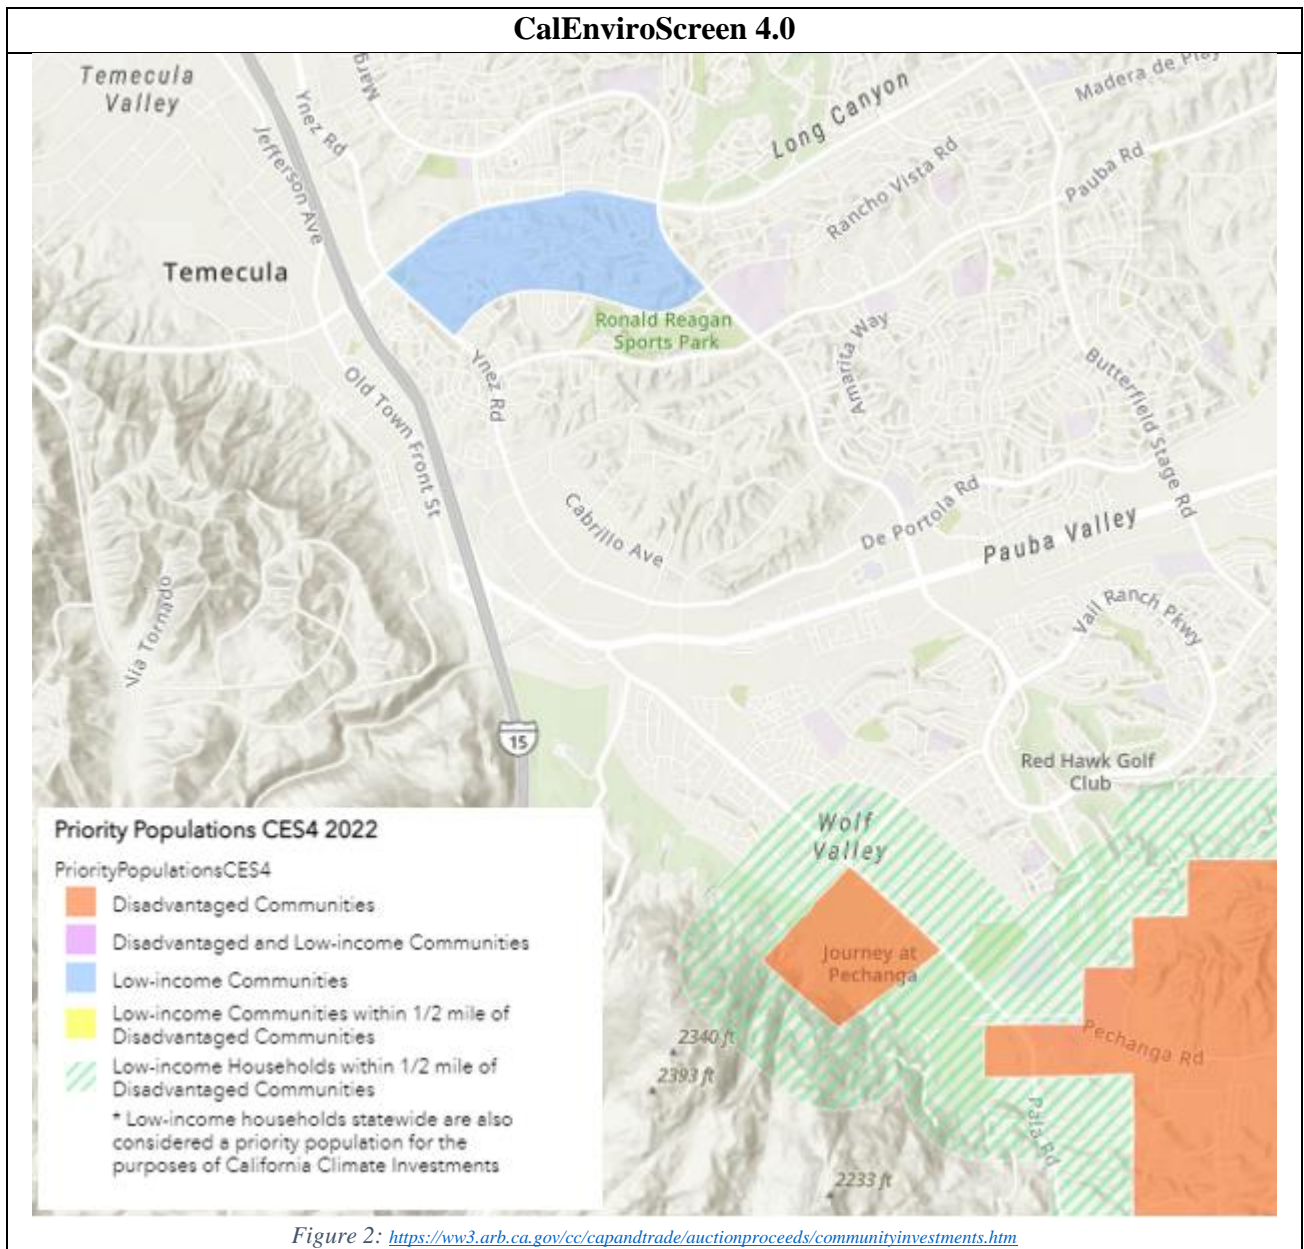 CalEnviroScreen 4.0
Temecula
Valley
Ynez Rd
Marg
Jefferson Ave
Long Canyon
Madera de Play
Rancho Vista Rd
Pauba Rd
Temecula
Ronald Reagan
Sports Park
Ynez Rd
Amarita Way
Old Town Front St
Butterfield Stage Rd
Cabrillo Ave
De Portola Rd
Pauba Valley
Via Tornado
Vail Ranch Pkwy
15
Red Hawk Golf
Club
Wolf
Valley
Journey at
Pechanga
Pechanga Rd
2340 ft
2393 ft
Pala Rd
2233 ft
Priority Populations CES4 2022
PriorityPopulationsCES4
Disadvantaged Communities
Disadvantaged and Low-income Communities
Low-income Communities
Low-income Communities within 1/2 mile of
Disadvantaged Communities
Low-income Households within 1/2 mile of
Disadvantaged Communities
* Low-income households statewide are also
considered a priority population for the
purposes of California Climate Investments
Figure 2: https://ww3.arb.ca.gov/cc/capandtrade/auctionproceeds/communityinvestments.htm